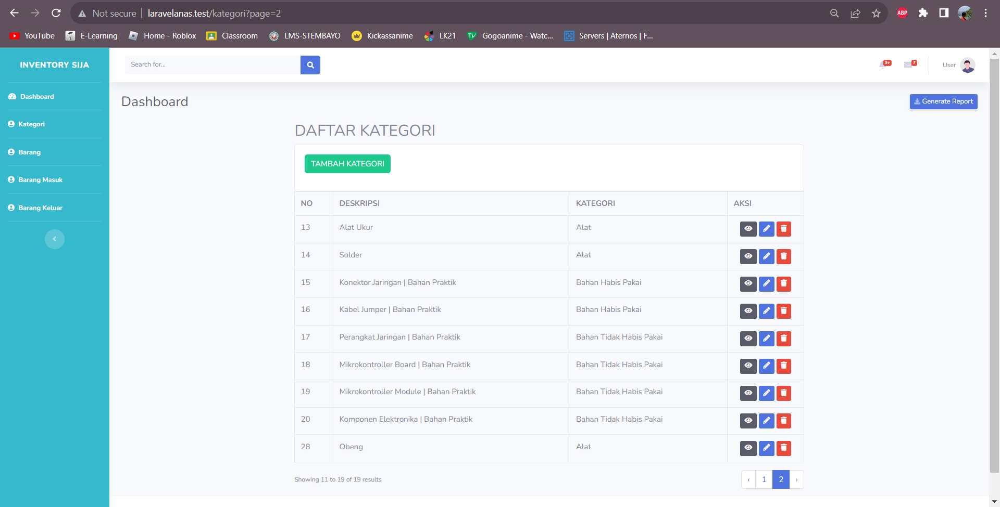 Not secure | laravelanas.test/kategori?page=2
ABP
YouTube E-Learning Home - Roblox Classroom LMS-STEMBAYO Kickassanime LK21 Gogoanime - Watc... Servers | Aternos | F...
INVENTORY SIJA
Dashboard
Kategori
Barang
Barang Masuk
Barang Keluar
Search for...
3+ 7 User
Dashboard
Generate Report
DAFTAR KATEGORI
TAMBAH KATEGORI
NO DESKRIPSI KATEGORI AKSI
13 Alat Ukur Alat
14 Solder Alat
15 Konektor Jaringan | Bahan Praktik Bahan Habis Pakai
16 Kabel Jumper | Bahan Praktik Bahan Habis Pakai
17 Perangkat Jaringan | Bahan Praktik Bahan Tidak Habis Pakai
18 Mikrokontroller Board | Bahan Praktik Bahan Tidak Habis Pakai
19 Mikrokontroller Module | Bahan Praktik Bahan Tidak Habis Pakai
20 Komponen Elektronika | Bahan Praktik Bahan Tidak Habis Pakai
28 Obeng Alat
Showing 11 to 19 of 19 results
‹ 1 2 ›